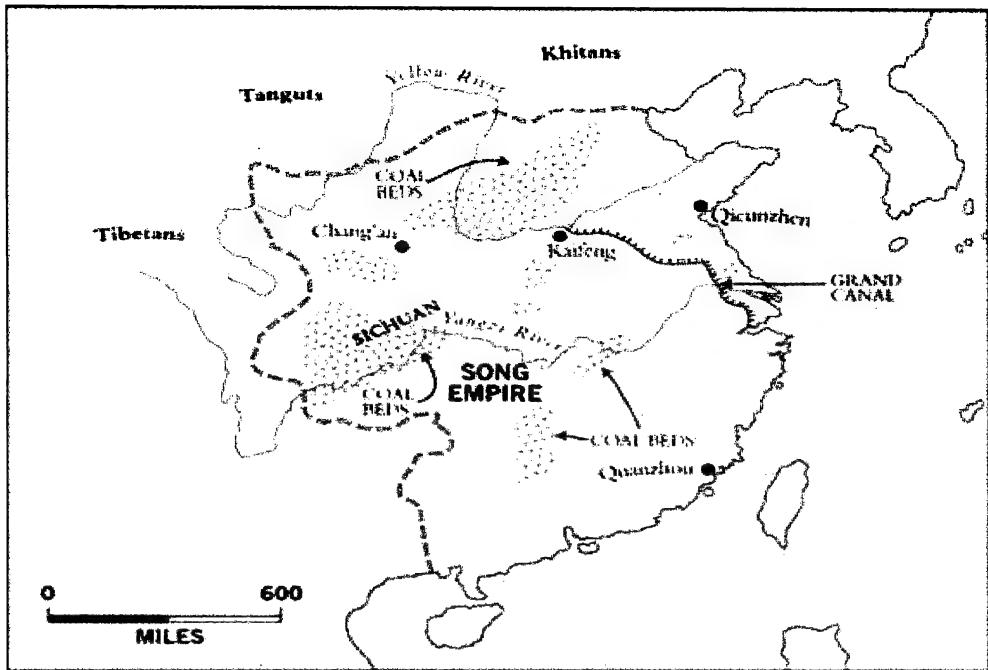 Khitans
Yellow River
Tanguts
COAL
BEDS
Tibetans
Chang'an
Kaifeng
GRAND
CANAL
SICHUAN
Yangzi River
SONG
EMPIRE
COAL
BEDS
COAL BEDS
Quanzhou
0 600
MILES